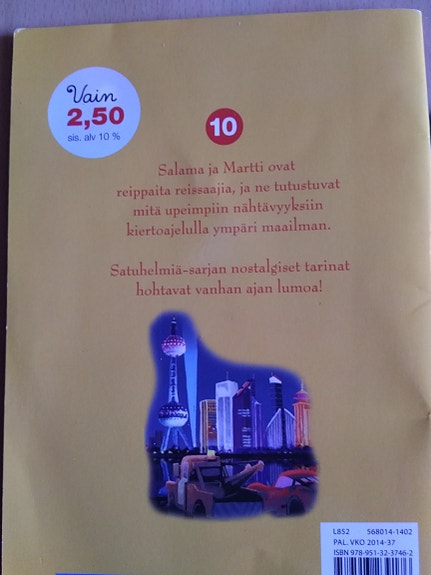 Vain
2,50
sis. alv 10 %
10
Salama ja Martti ovat
reippaita reissaajia, ja ne tutustuvat
mitä upeimpiin nähtävyyksiin
kiertoajelulla ympäri maailman.
Satuhelmiä-sarjan nostalgiset tarinat
hohtavat vanhan ajan lumoa!
L852 568014-1402
PAL. VKO 2014-37
ISBN 978-951-32-3746-2